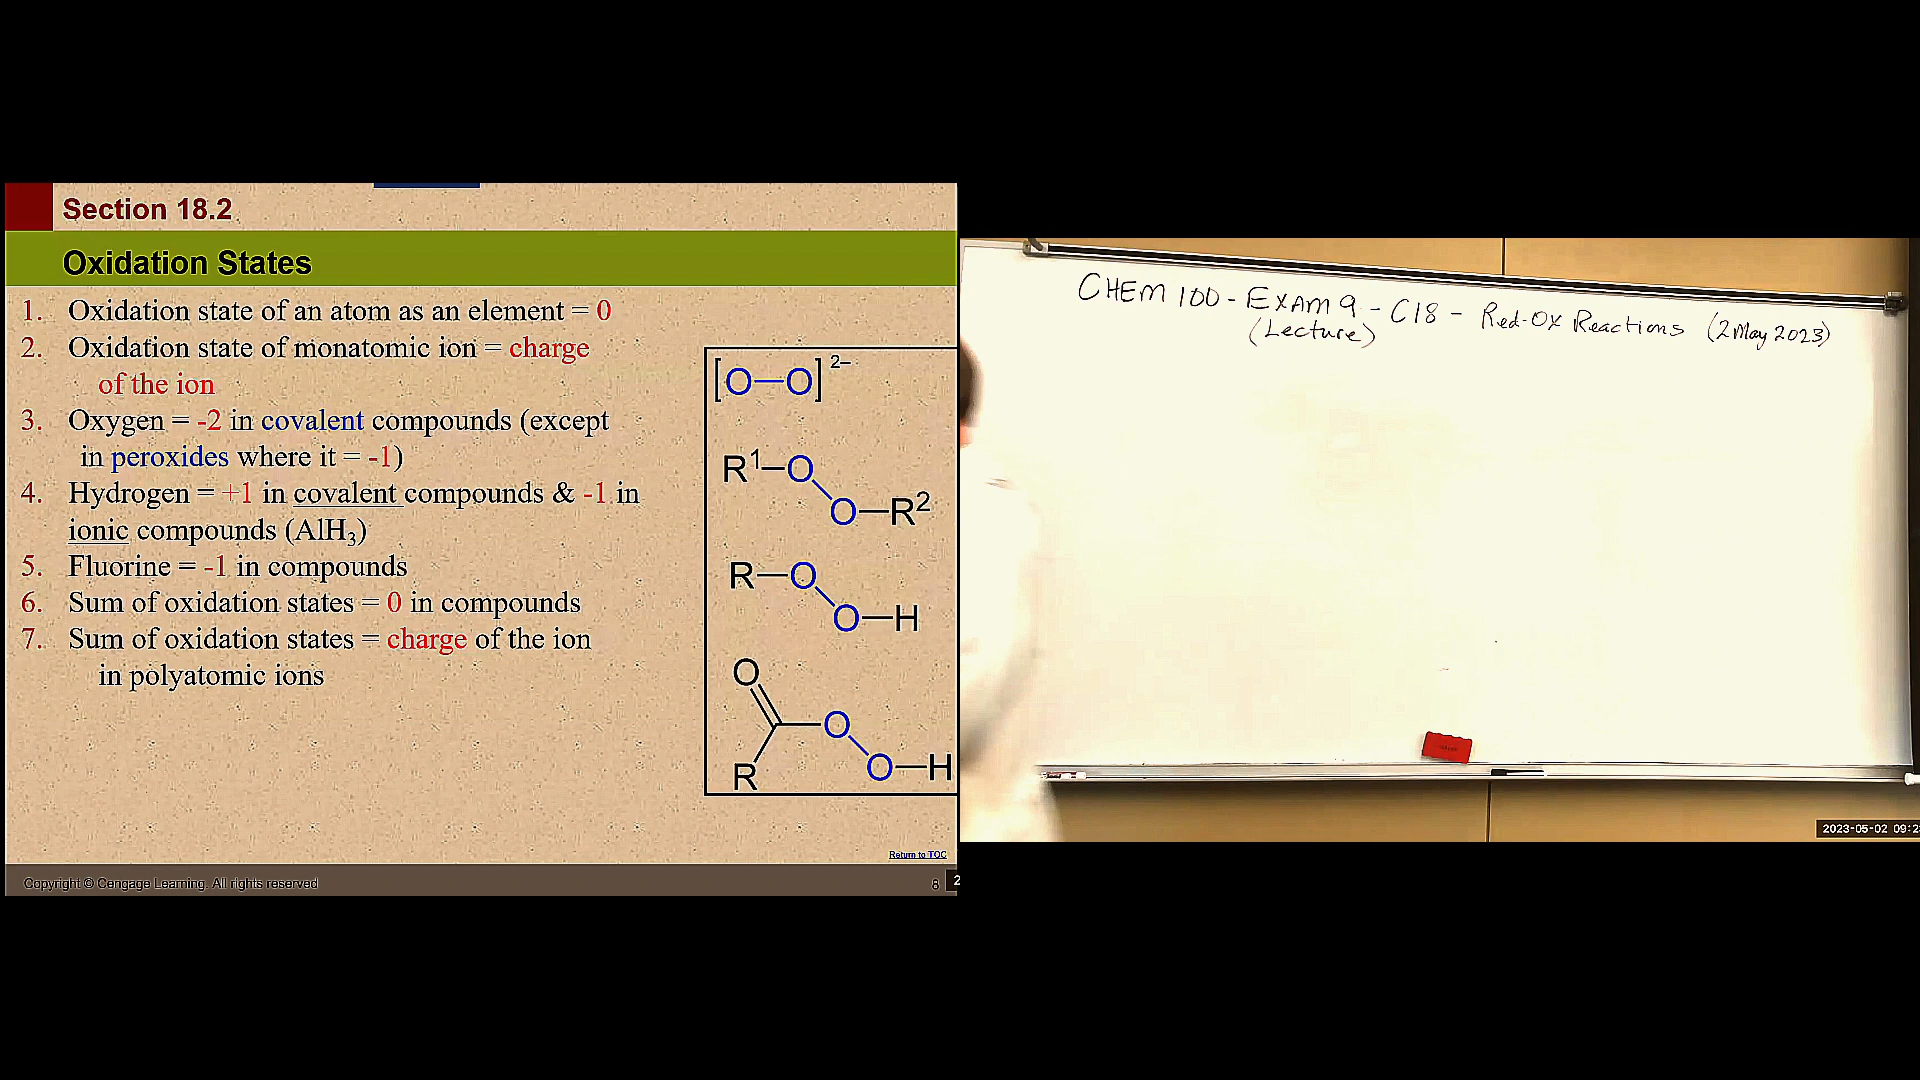 Section 18.2
Oxidation States
1. Oxidation state of an atom as an element = 0
2. Oxidation state of monatomic ion = charge
of the ion
3. Oxygen = -2 in covalent compounds (except
in peroxides where it = -1)
4. Hydrogen = +1 in covalent compounds & -1 in
ionic compounds (AlH₃)
5. Fluorine = -1 in compounds
6. Sum of oxidation states = 0 in compounds
7. Sum of oxidation states = charge of the ion
in polyatomic ions
[O–O]²⁻
R¹–O
O–R²
R–O
O–H
O
O
R
O–H
Return to TOC
Copyright © Cengage Learning. All rights reserved
8
2
CHEM 100 - EXAM 9 - C18 - Red-Ox Reactions (2 May 2023)
(Lecture)
2023-05-02 09:2